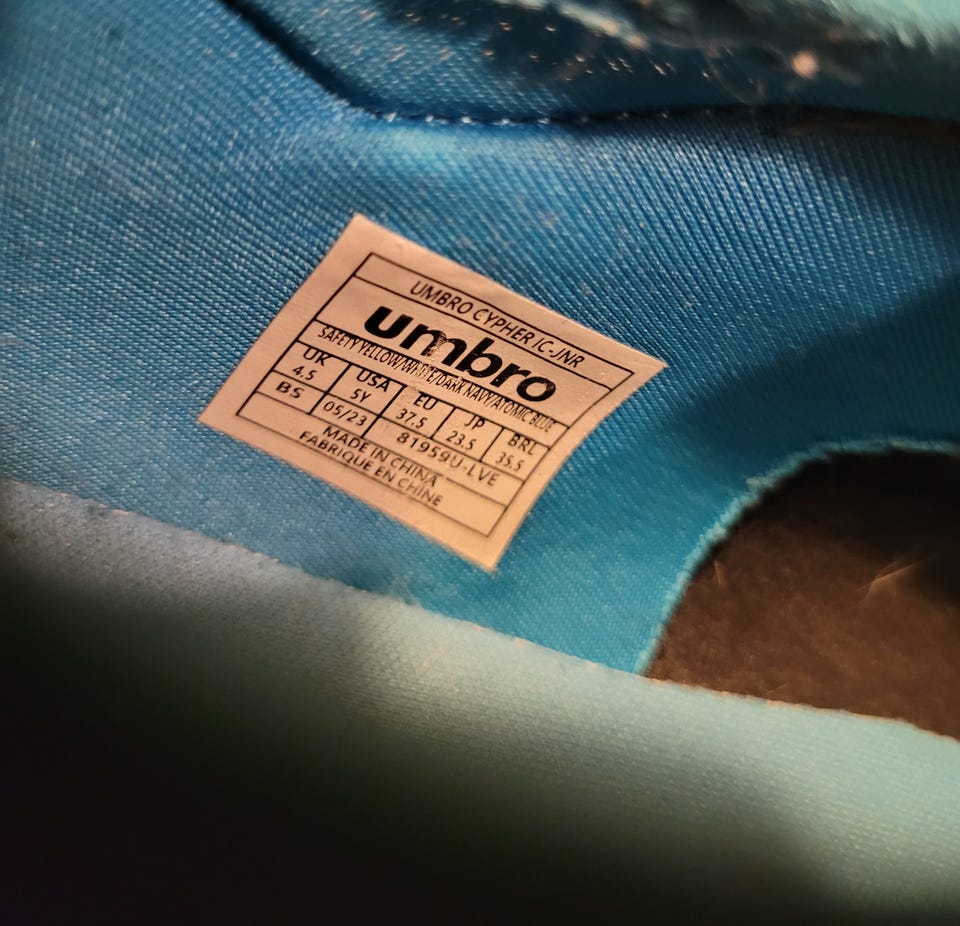 UMBRO CYPHER IC-JNR
umbro
SAFETY YELLOW/WHITE/DARK NAVY/ATOMIC BLUE
UK USA EU JP BRL
4.5 5Y 37.5 23.5 35.5
BS 05/23 81959U-LVE
MADE IN CHINA
FABRIQUE EN CHINE